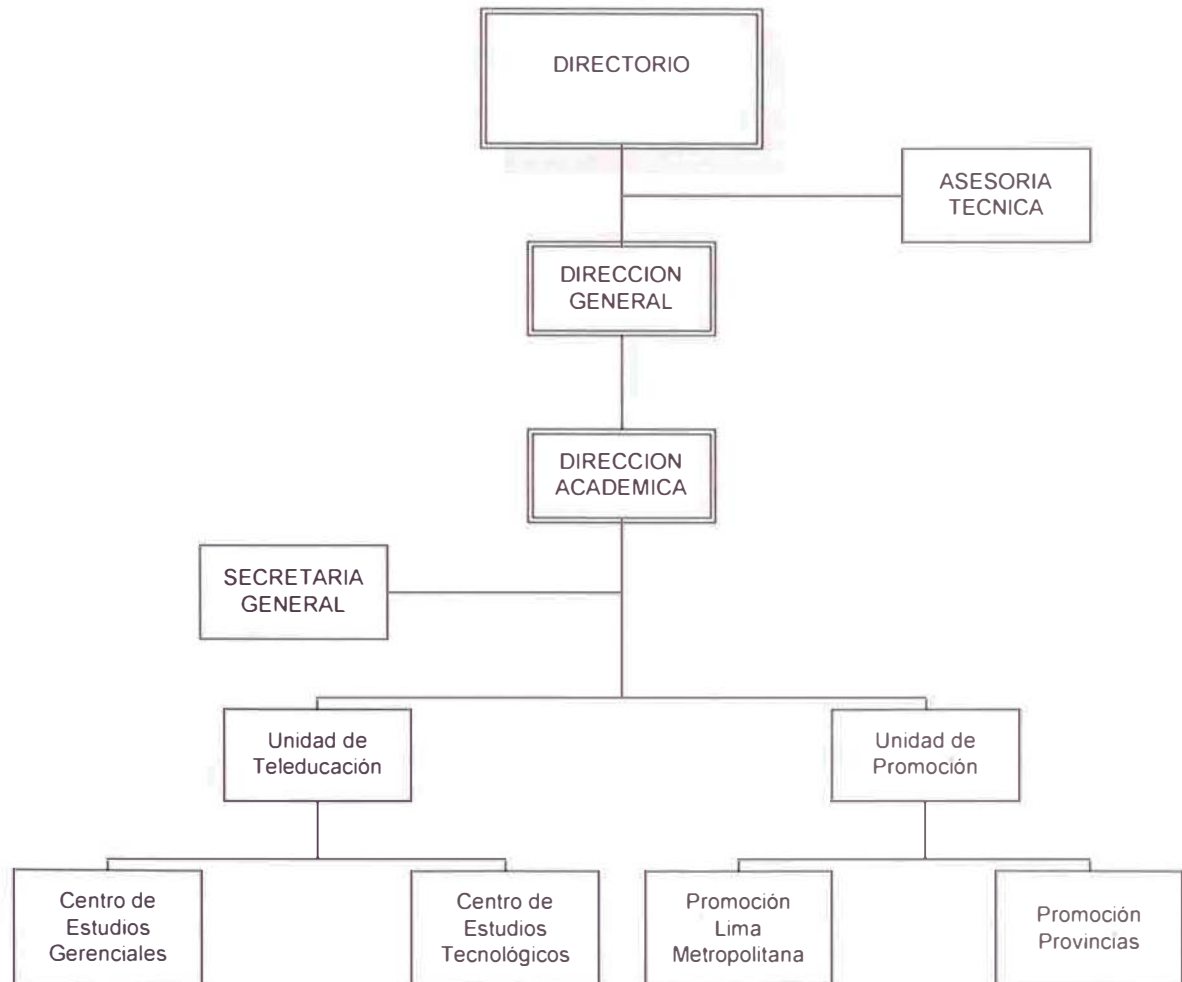 DIRECTORIO
ASESORIA
TECNICA
DIRECCION
GENERAL
DIRECCION
ACADEMICA
SECRETARIA
GENERAL
Unidad de
Teleducación
Unidad de
Promoción
Centro de
Estudios
Gerenciales
Centro de
Estudios
Tecnológicos
Promoción
Lima
Metropolitana
Promoción
Provincias